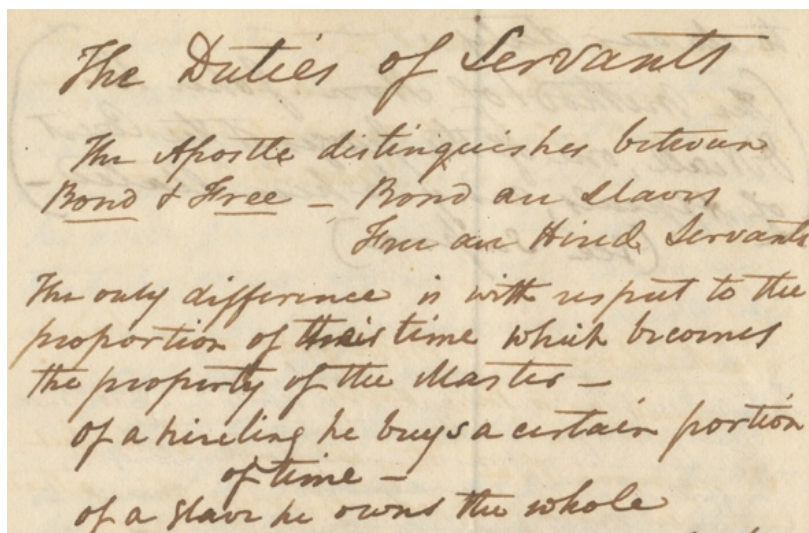 The Duties of Servants
The Apostle distinguishes between
Bond & Free – Bond are Slaves
Free are Hired Servants
The only difference is with respect to the
proportion of their time which becomes
the property of the Master –
of a hireling he buys a certain portion
of time –
of a slave he owns the whole